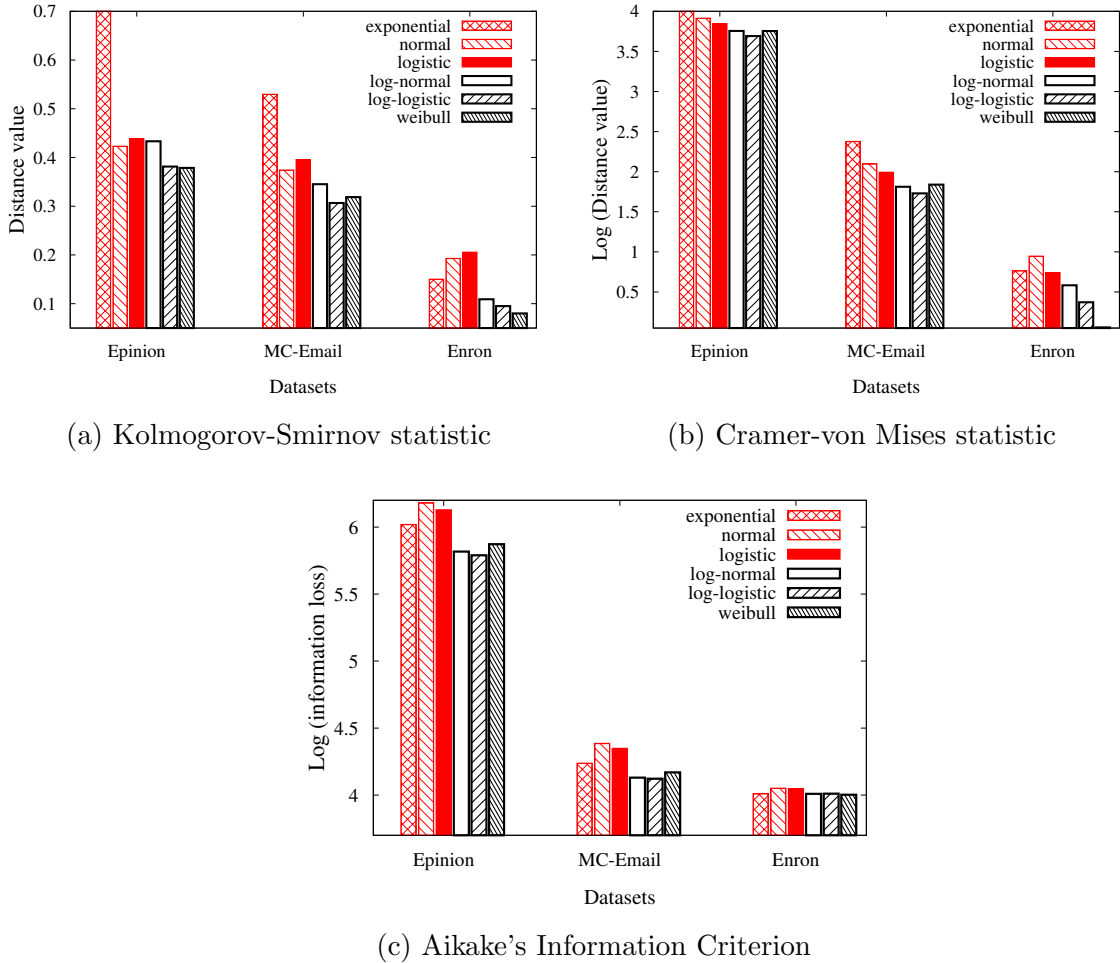 0.7
0.6
0.5
0.4
0.3
0.2
0.1
Distance value
exponential
normal
logistic
log-normal
log-logistic
weibull
Epinion MC-Email Enron
Datasets
(a) Kolmogorov-Smirnov statistic
4
3.5
3
2.5
2
1.5
1
0.5
Log (Distance value)
exponential
normal
logistic
log-normal
log-logistic
weibull
Epinion MC-Email Enron
Datasets
(b) Cramer-von Mises statistic
6
5.5
5
4.5
4
Log (information loss)
exponential
normal
logistic
log-normal
log-logistic
weibull
Epinion MC-Email Enron
Datasets
(c) Aikake's Information Criterion